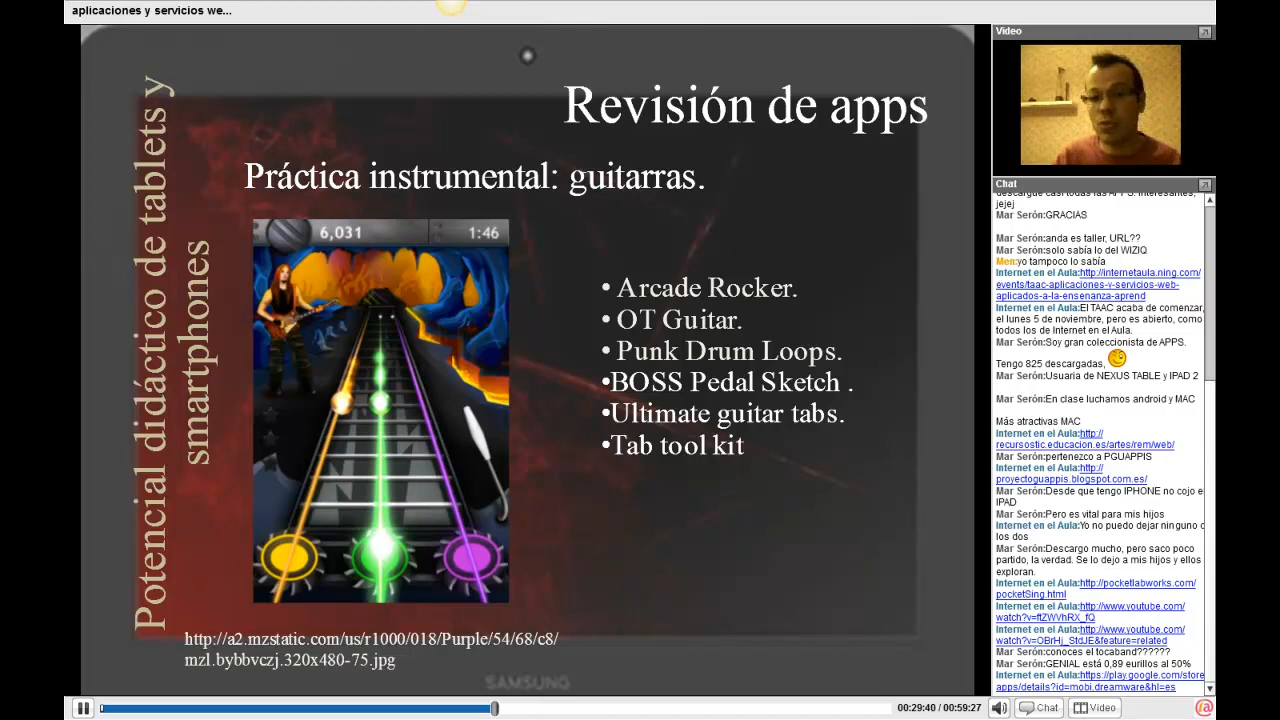 aplicaciones y servicios we...
Potencial didáctico de tablets y
smartphones
Revisión de apps
Práctica instrumental: guitarras.
6,031
1:46
• Arcade Rocker.
• OT Guitar.
• Punk Drum Loops.
•BOSS Pedal Sketch .
•Ultimate guitar tabs.
•Tab tool kit
http://a2.mzstatic.com/us/r1000/018/Purple/54/68/c8/
mzl.bybbvczj.320x480-75.jpg
SAMSUNG
Video
Chat
descargué casi todas las APPS. Interesantes,
jejej
Mar Serón:GRACIAS
Mar Serón:anda es taller, URL??
Mar Serón:solo sabía lo del WIZIQ
Men:yo tampoco lo sabía
Internet en el Aula:http://internetaula.ning.com/
events/taac-aplicaciones-y-servicios-web-
aplicados-a-la-ensenanza-aprend
Internet en el Aula:El TAAC acaba de comenzar,
el lunes 5 de noviembre, pero es abierto, como
todos los de Internet en el Aula.
Mar Serón:Soy gran coleccionista de APPS.
Tengo 825 descargadas,
Mar Serón:Usuaria de NEXUS TABLE y IPAD 2
Mar Serón:En clase luchamos android y MAC
Más atractivas MAC
Internet en el Aula:http://
recursostic.educacion.es/artes/rem/web/
Mar Serón:pertenezco a PGUAPPIS
Internet en el Aula:http://
proyectoguappis.blogspot.com.es/
Mar Serón:Desde que tengo IPHONE no cojo e
IPAD
Mar Serón:Pero es vital para mis hijos
Internet en el Aula:Yo no puedo dejar ninguno c
los dos
Mar Serón:Descargo mucho, pero saco poco
partido, la verdad. Se lo dejo a mis hijos y ellos
exploran.
Internet en el Aula:http://pocketlabworks.com/
pocketSing.html
Internet en el Aula:http://www.youtube.com/
watch?v=ftZWVhRX_fQ
Internet en el Aula:http://www.youtube.com/
watch?v=OBrHj_StdJE&feature=related
Mar Serón:conoces el tocaband??????
Mar Serón:GENIAL está 0,89 eurillos al 50%
Internet en el Aula:https://play.google.com/store
apps/details?id=mobi.dreamware&hl=es
00:29:40 / 00:59:27
Chat
Video